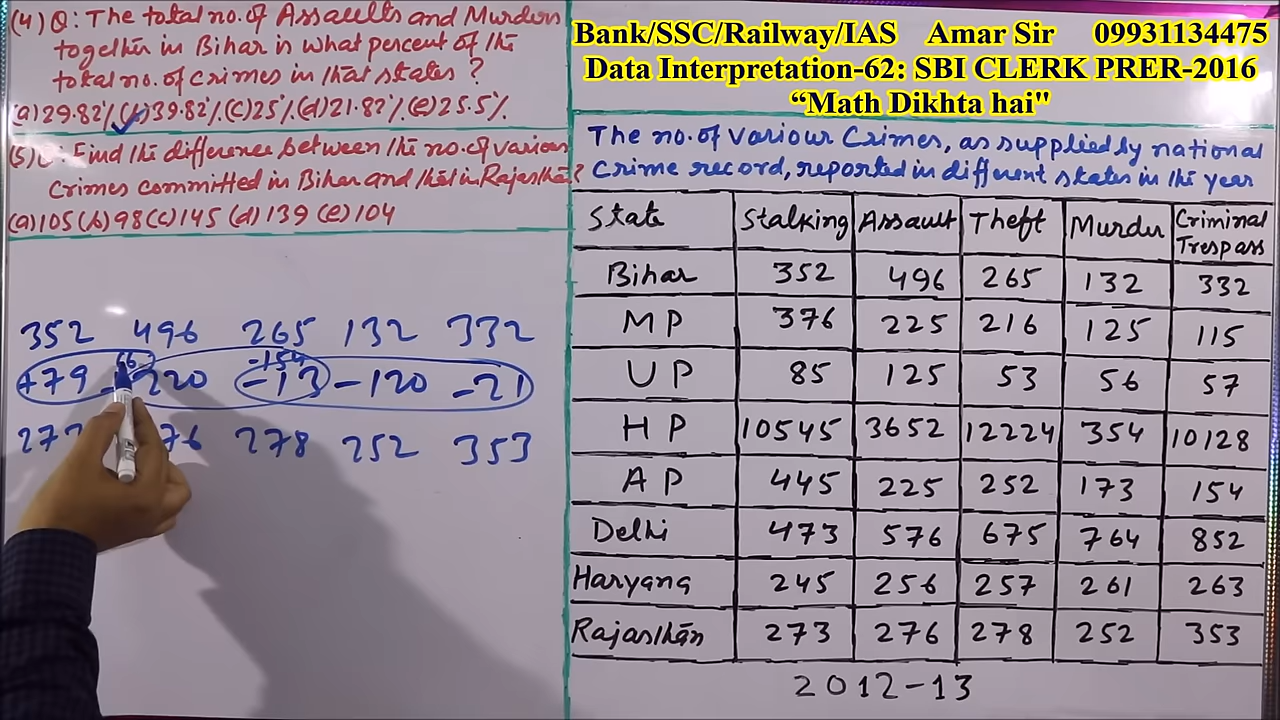 (4) Q: The total no. of Assaults and Murders
together in Bihar is what percent of the
total no. of crimes in that states ?
(a) 29.82% (b) 39.82% (c) 25% (d) 21.82% (e) 25.5%
(5) Q: Find the difference between the no. of various
Crimes committed in Bihar and that in Rajasthan?
(a) 105 (b) 98 (c) 145 (d) 139 (e) 104
352 496 265 132 332
-154
+79 220 -13 -120 -21
278 252 353
Bank/SSC/Railway/IAS Amar Sir 09931134475
Data Interpretation-62: SBI CLERK PRER-2016
“Math Dikhta hai"
The no. of various Crimes, as supplied by national
Crime record, reported in different states in the year
State Stalking Assault Theft Murder Criminal Trespass
Bihar 352 496 265 132 332
MP 376 225 216 125 115
UP 85 125 53 56 57
HP 10545 3652 12224 354 10128
AP 445 225 252 173 154
Delhi 473 576 675 764 852
Haryana 245 256 257 261 263
Rajasthan 273 276 278 252 353
2012-13